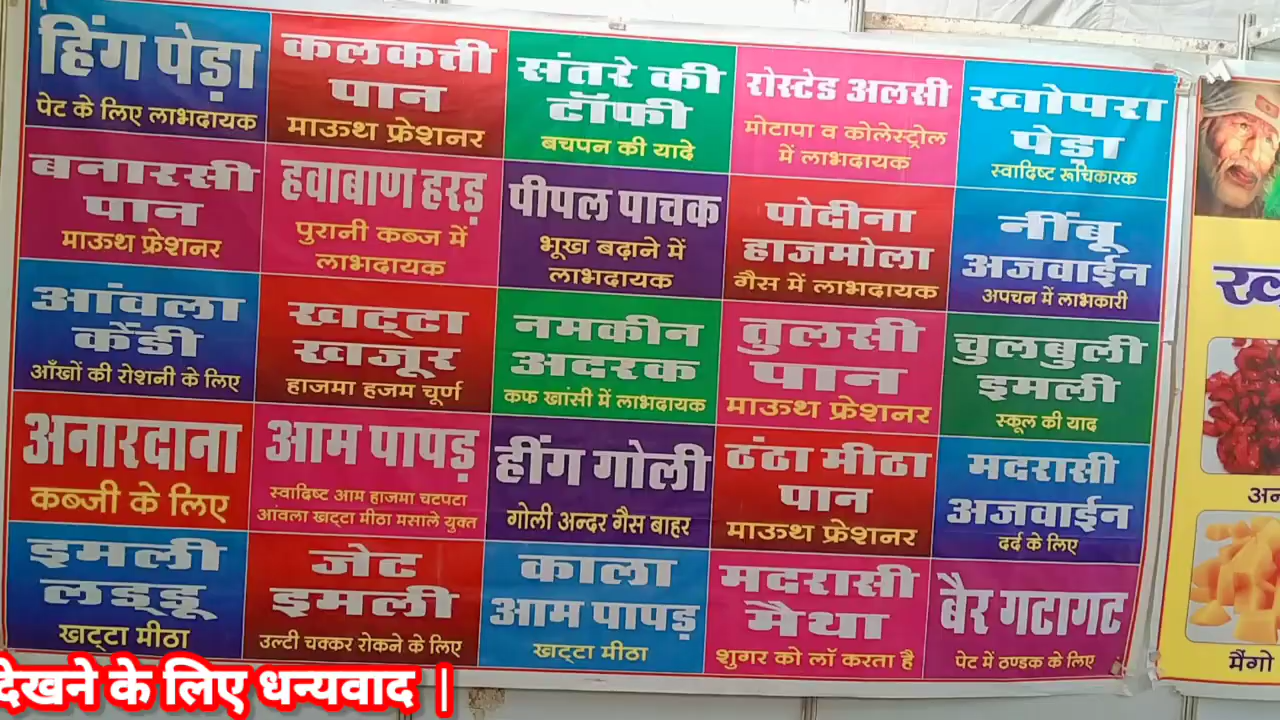 हिंग पेड़ा
पेट के लिए लाभदायक
कलकत्ती
पान
माऊथ फ्रेशनर
संतरे की
टॉफी
बचपन की यादे
रोस्टेड अलसी
मोटापा व कोलेस्ट्रोल
में लाभदायक
खोपरा
पेड़ा
स्वादिष्ट रूचिकारक
बनारसी
पान
माऊथ फ्रेशनर
हवाबाण हरड़
पुरानी कब्ज में
लाभदायक
पीपल पाचक
भूख बढ़ाने में
लाभदायक
पोदीना
हाजमोला
गैस में लाभदायक
नींबू
अजवाईन
अपचन में लाभकारी
आंवला
केंडी
आँखों की रोशनी के लिए
खट्टा
खजूर
हाजमा हजम चूर्ण
नमकीन
अदरक
कफ खांसी में लाभदायक
तुलसी
पान
माऊथ फ्रेशनर
चुलबुली
इमली
स्कूल की याद
अनारदाना
कब्जी के लिए
आम पापड़
स्वादिष्ट आम हाजमा चटपटा
आंवला खट्टा मीठा मसाले युक्त
हींग गोली
गोली अन्दर गैस बाहर
ठंठा मीठा
पान
माऊथ फ्रेशनर
मदरासी
अजवाईन
दर्द के लिए
इमली
लड्डू
खट्टा मीठा
जेट
इमली
उल्टी चक्कर रोकने के लिए
काला
आम पापड़
खट्टा मीठा
मदरासी
मैथा
शुगर को लॉ करता है
बैर गटागट
पेट में ठण्डक के लिए
मैंगो
देखने के लिए धन्यवाद |